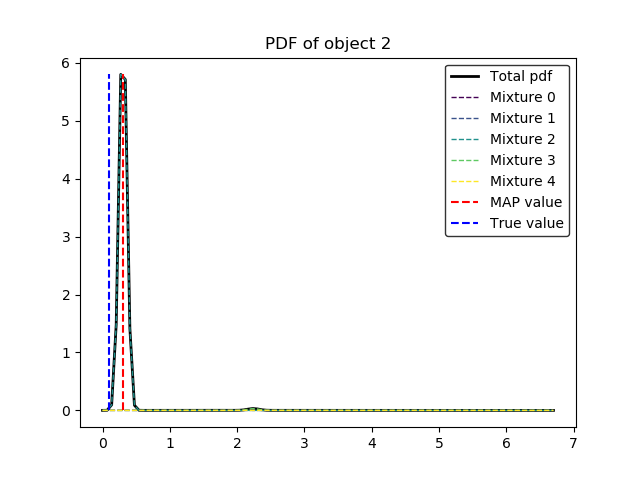 PDF of object 2
6
5
4
3
2
1
0
0 1 2 3 4 5 6 7
Total pdf
Mixture 0
Mixture 1
Mixture 2
Mixture 3
Mixture 4
MAP value
True value